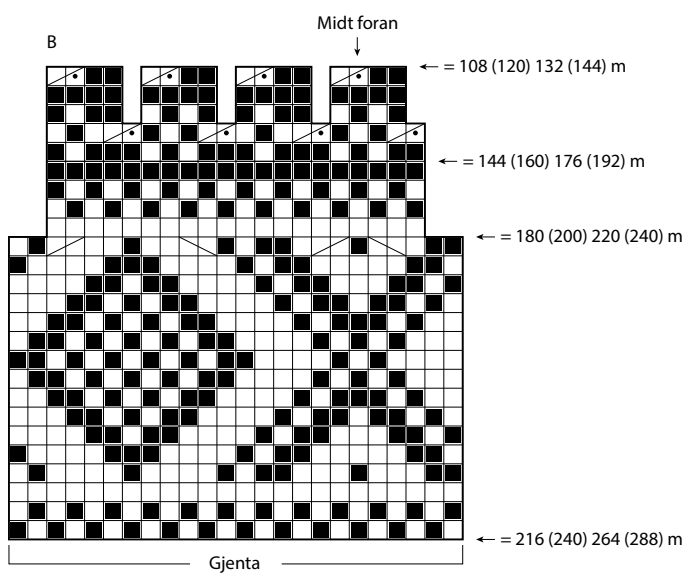 Midt foran
B
= 108 (120) 132 (144) m
= 144 (160) 176 (192) m
= 180 (200) 220 (240) m
= 216 (240) 264 (288) m
Gjenta